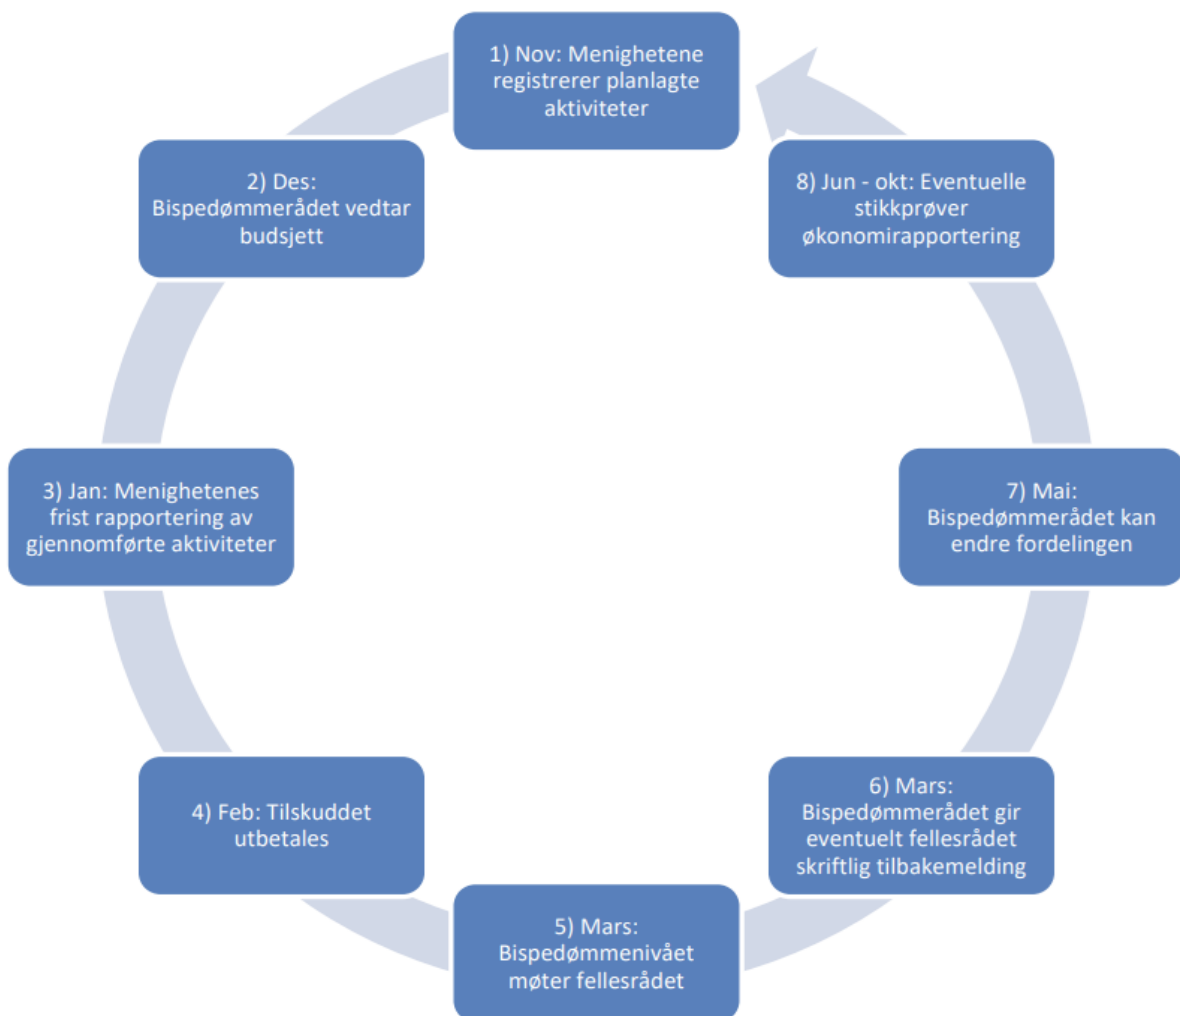 1) Nov: Menighetene
registrerer planlagte
aktiviteter
2) Des:
Bispedømmerådet vedtar
budsjett
3) Jan: Menighetenes
frist rapportering av
gjennomførte aktiviteter
4) Feb: Tilskuddet
utbetales
5) Mars:
Bispedømmenivået
møter fellesrådet
6) Mars:
Bispedømmerådet gir
eventuelt fellesrådet
skriftlig tilbakemelding
7) Mai:
Bispedømmerådet kan
endre fordelingen
8) Jun - okt: Eventuelle
stikkprøver
økonomirapportering